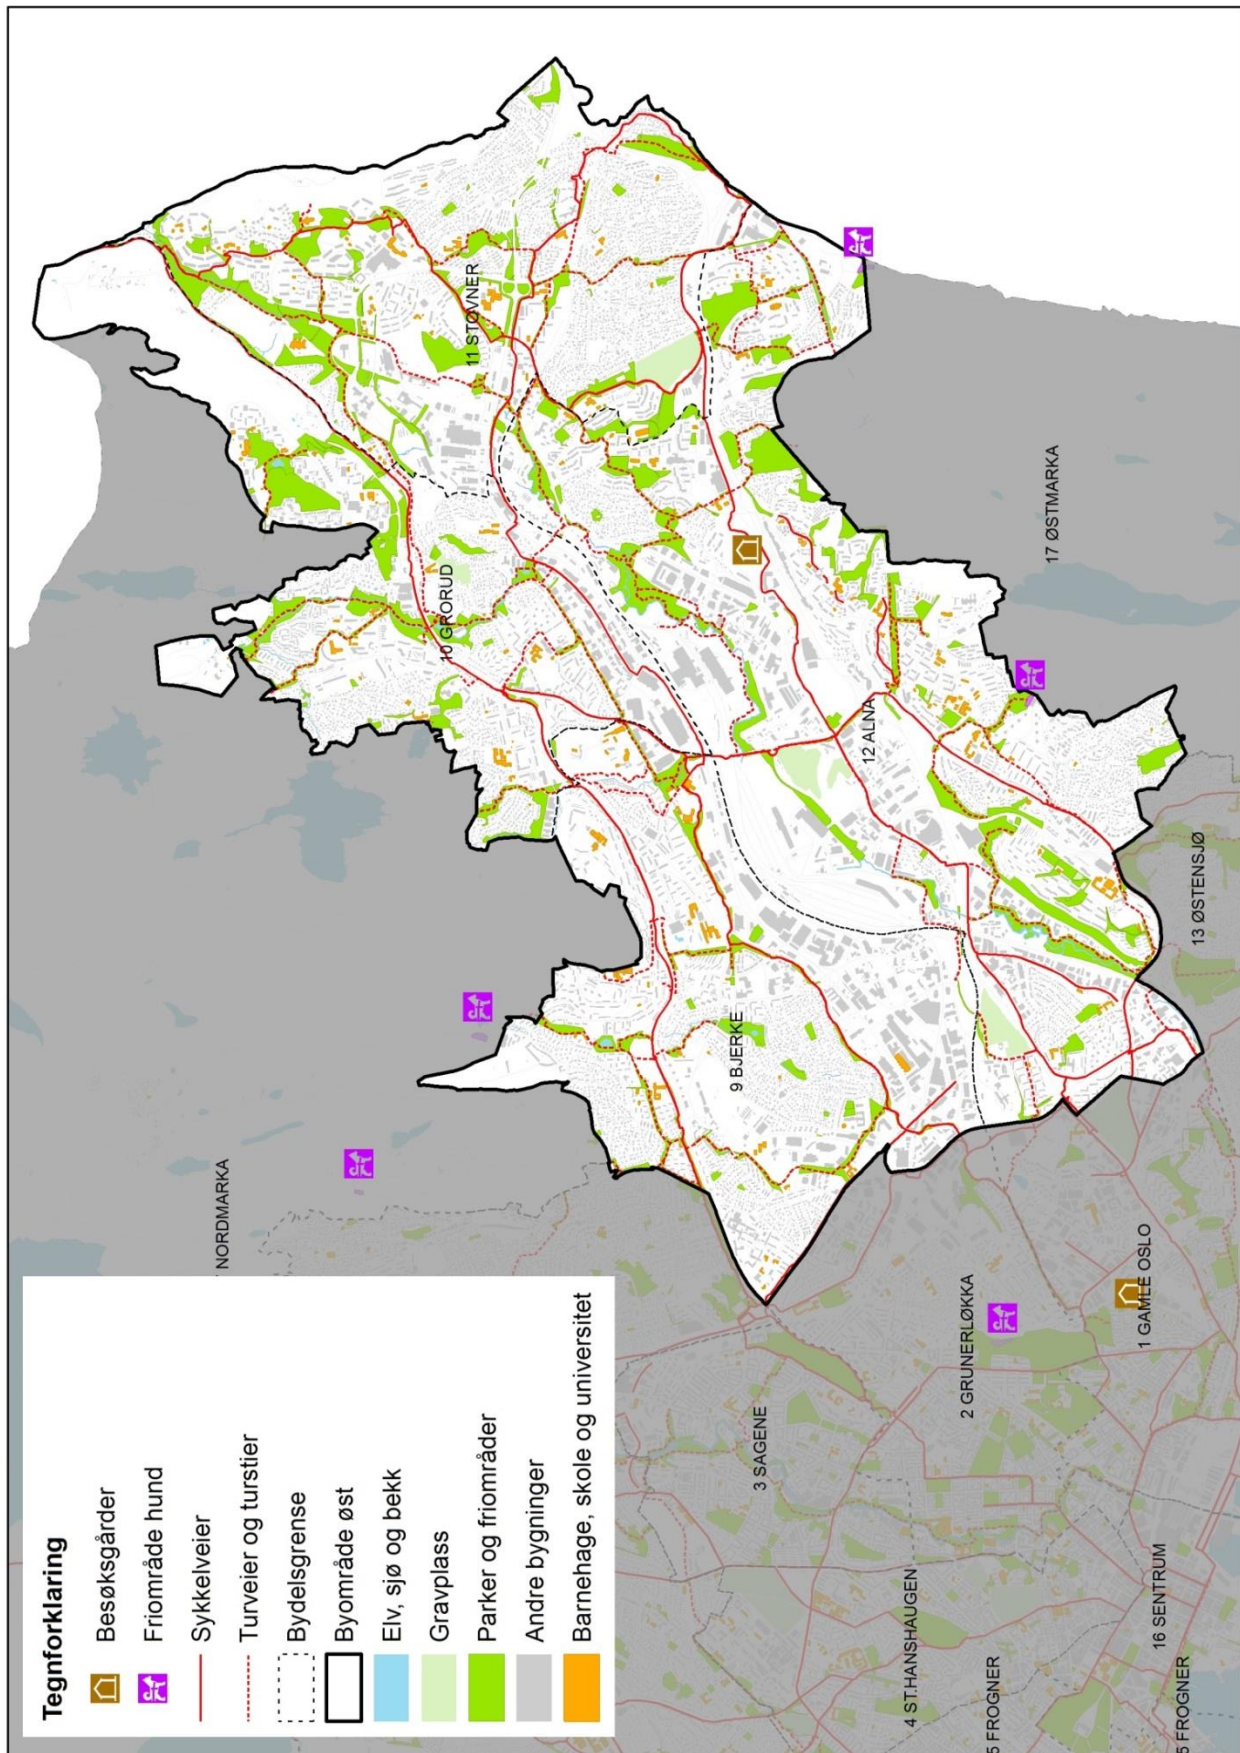 Tegnforklaring
Besøksgårder
Friområde hund
Sykkelveier
Turveier og turstier
Bydelsgrense
Byområde øst
Elv, sjø og bekk
Gravplass
Parker og friområder
Andre bygninger
Barnehage, skole og universitet
NORDMARKA
10 GRORUD
11 STOVNER
9 BJERKE
12 ALNA
17 ØSTMARKA
13 ØSTENSJØ
3 SAGENE
2 GRUNERLØKKA
1 GAMLE OSLO
4 ST.HANSHAUGEN
5 FROGNER
16 SENTRUM
5 FROGNER